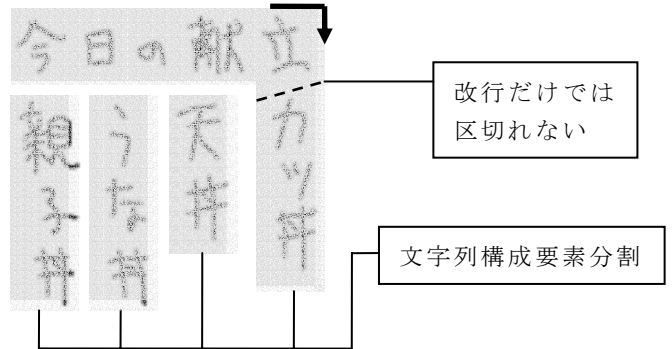 今日の献立
カツ丼
天丼
うな丼
親子丼
改行だけでは
区切れない
文字列構成要素分割